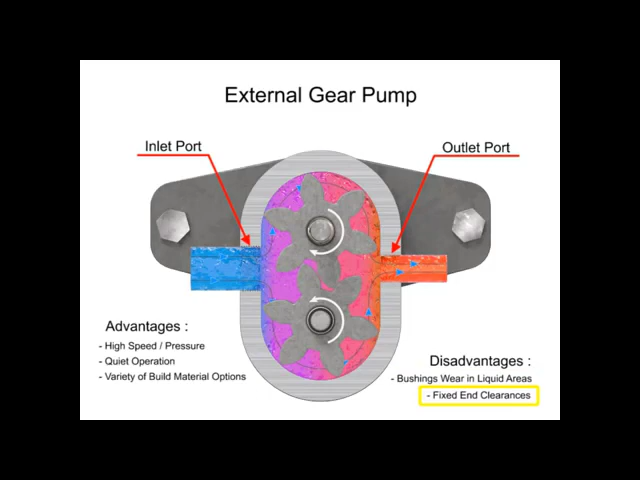 External Gear Pump
Inlet Port
Outlet Port
Advantages :
- High Speed / Pressure
- Quiet Operation
- Variety of Build Material Options
Disadvantages :
- Bushings Wear in Liquid Areas
- Fixed End Clearances